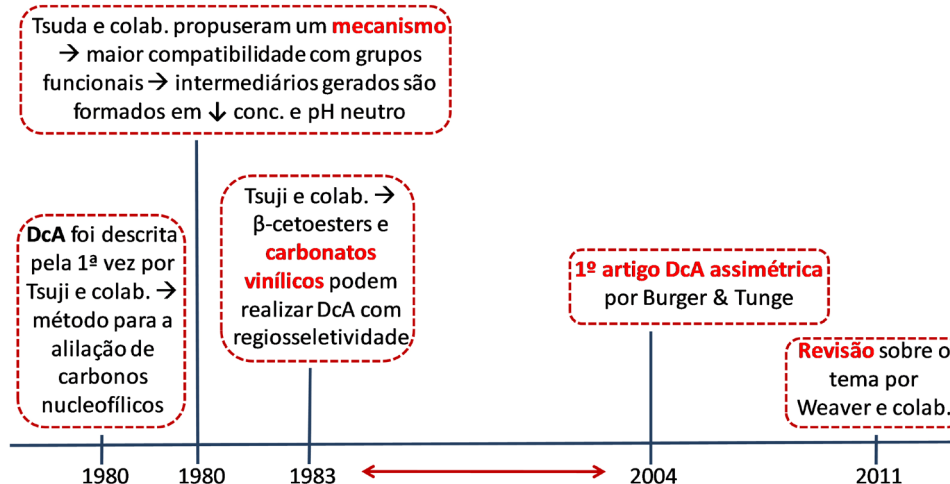 Tsuda e colab. propuseram um mecanismo
→ maior compatibilidade com grupos
funcionais → intermediários gerados são
formados em ↓ conc. e pH neutro
DcA foi descrita
pela 1ª vez por
Tsuji e colab. →
método para a
alilação de
carbonos
nucleofílicos
Tsuji e colab. →
β-cetoesters e
carbonatos
vinílicos podem
realizar DcA com
regiosseletividade
1º artigo DcA assimétrica
por Burger & Tunge
Revisão sobre o
tema por
Weaver e colab.
1980
1980
1983
2004
2011